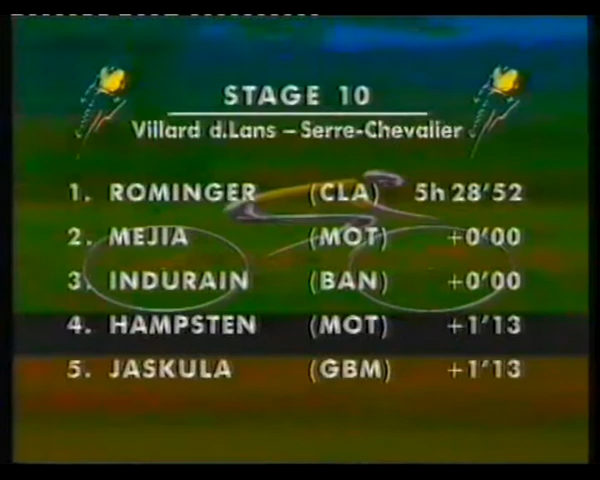 STAGE 10
Villard d.Lans – Serre-Chevalier
1. ROMINGER (CLA) 5h 28'52
2. MEJIA (MOT) +0'00
3. INDURAIN (BAN) +0'00
4. HAMPSTEN (MOT) +1'13
5. JASKULA (GBM) +1'13